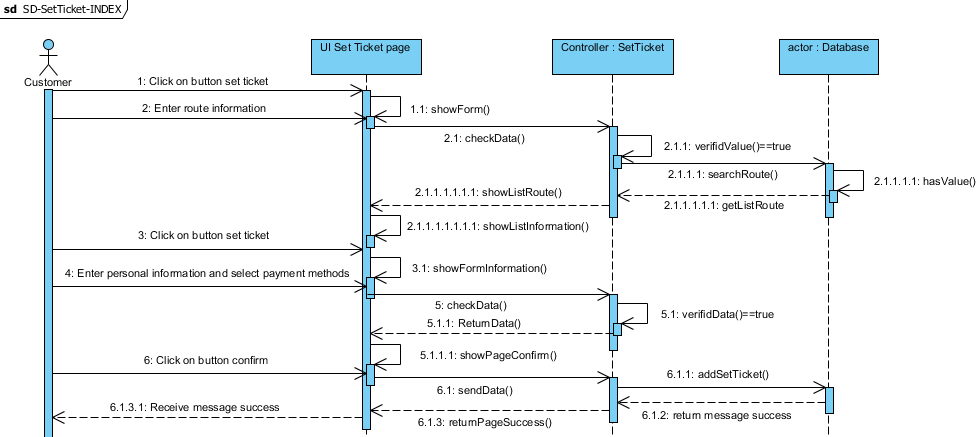 sd SD-SetTicket-INDEX
UI Set Ticket page
Controller : SetTicket
actor : Database
Customer
1: Click on button set ticket
2: Enter route information
1.1: showForm()
2.1: checkData()
2.1.1: verifidValue()==true
2.1.1.1: searchRoute()
2.1.1.1.1: hasValue()
2.1.1.1.1.1.1: showListRoute()
2.1.1.1.1.1: getListRoute
2.1.1.1.1.1.1.1: showListInformation()
3: Click on button set ticket
3.1: showFormInformation()
4: Enter personal information and select payment methods
5: checkData()
5.1: verifidData()==true
5.1.1: ReturnData()
5.1.1.1: showPageConfirm()
6: Click on button confirm
6.1: sendData()
6.1.1: addSetTicket()
6.1.3.1: Receive message success
6.1.3: returnPageSuccess()
6.1.2: return message success